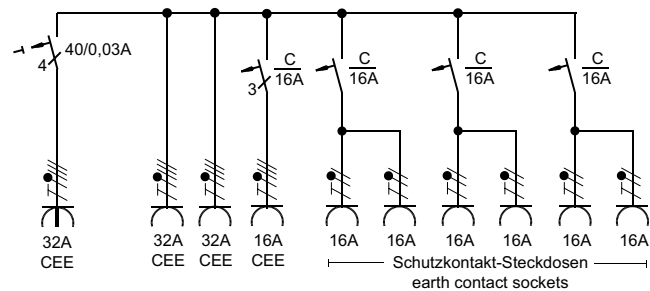 40/0,03A
4
C
16A
3
C
16A
C
16A
C
16A
32A
CEE
32A
CEE
32A
CEE
16A
CEE
16A
16A
16A
16A
16A
16A
Schutzkontakt-Steckdosen
earth contact sockets